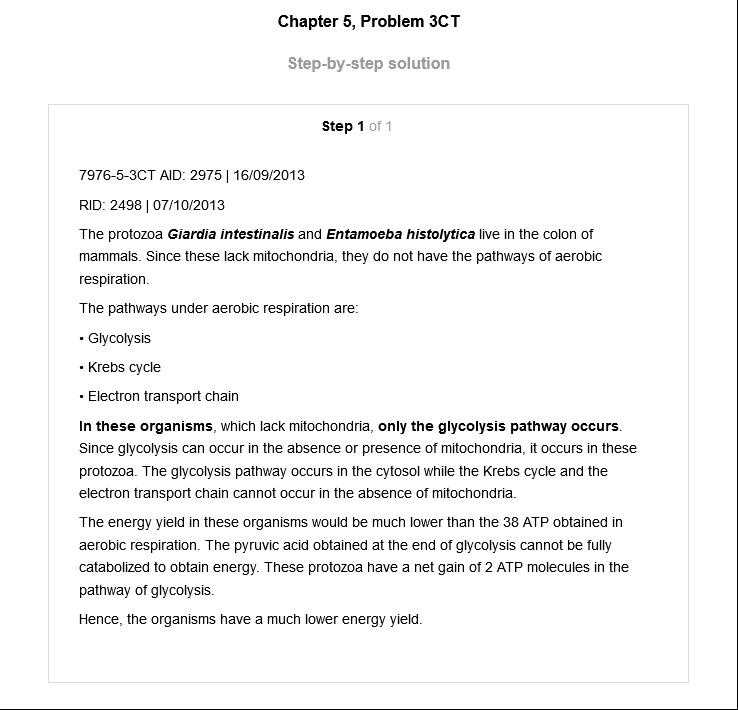 Chapter 5, Problem 3CT
Step-by-step solution
Step 1 of 1
7976-5-3CT AID: 2975 | 16/09/2013
RID: 2498 | 07/10/2013
The protozoa Giardia intestinalis and Entamoeba histolytica live in the colon of
mammals. Since these lack mitochondria, they do not have the pathways of aerobic
respiration.
The pathways under aerobic respiration are:
• Glycolysis
• Krebs cycle
• Electron transport chain
In these organisms, which lack mitochondria, only the glycolysis pathway occurs.
Since glycolysis can occur in the absence or presence of mitochondria, it occurs in these
protozoa. The glycolysis pathway occurs in the cytosol while the Krebs cycle and the
electron transport chain cannot occur in the absence of mitochondria.
The energy yield in these organisms would be much lower than the 38 ATP obtained in
aerobic respiration. The pyruvic acid obtained at the end of glycolysis cannot be fully
catabolized to obtain energy. These protozoa have a net gain of 2 ATP molecules in the
pathway of glycolysis.
Hence, the organisms have a much lower energy yield.